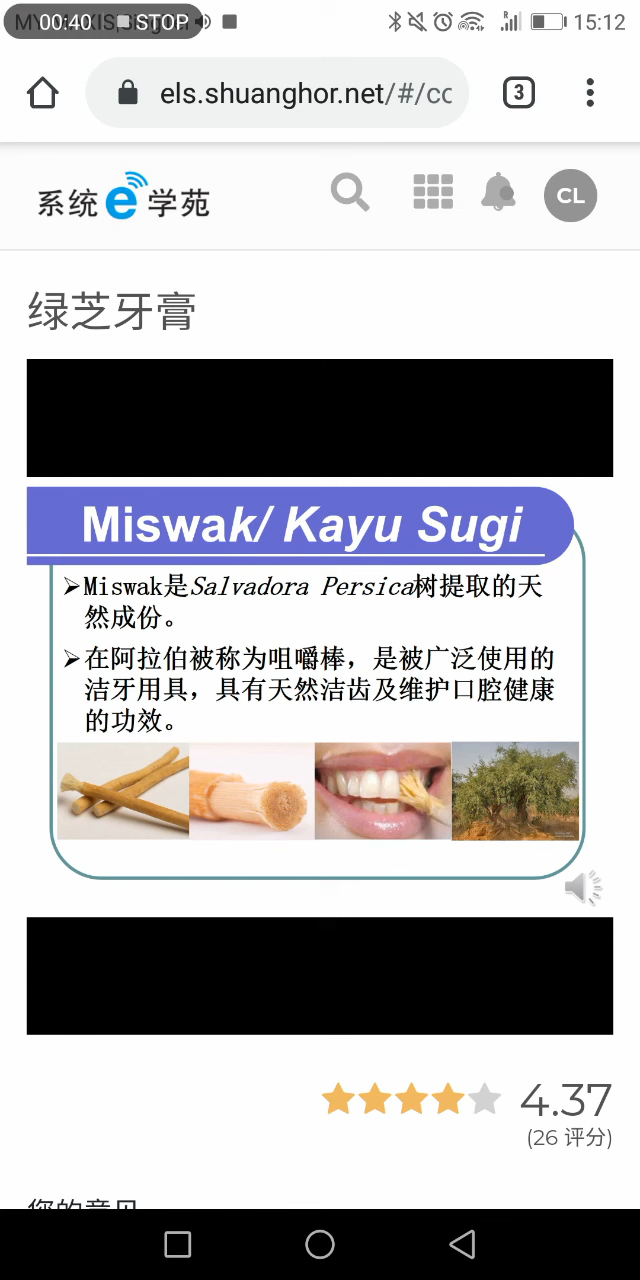 00:40 STOP
15:12
els.shuanghor.net/#/cc
3
系统e学苑
CL
绿芝牙膏
Miswak/ Kayu Sugi
➢Miswak是Salvadora Persica树提取的天
然成份。
➢在阿拉伯被称为咀嚼棒，是被广泛使用的
洁牙用具，具有天然洁齿及维护口腔健康
的功效。
4.37
(26 评分)
您的意见